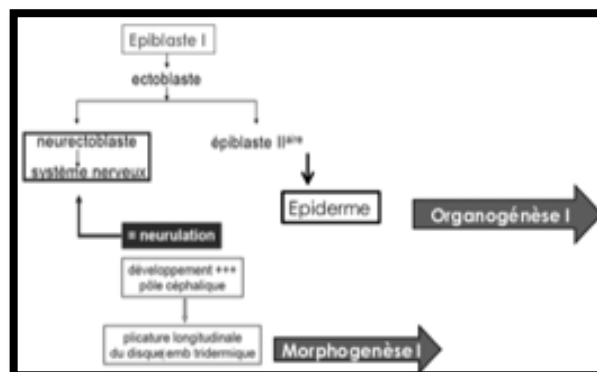 Epiblaste I
ectoblaste
neurectoblaste
système nerveux
épiblaste IIaire
Epiderme
Organogénèse I
= neurulation
développement +++
pôle céphalique
plicature longitudinale
du disque emb tridermique
Morphogenèse I